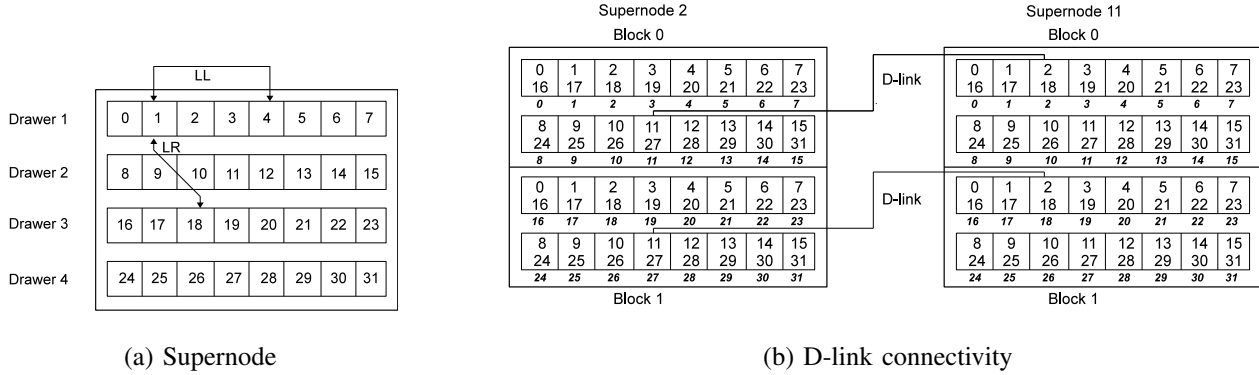 LL
Drawer 1 0 1 2 3 4 5 6 7
LR
Drawer 2 8 9 10 11 12 13 14 15
Drawer 3 16 17 18 19 20 21 22 23
Drawer 4 24 25 26 27 28 29 30 31
(a) Supernode
Supernode 2
Block 0
0 1 2 3 4 5 6 7
16 17 18 19 20 21 22 23
0 1 2 3 4 5 6 7
8 9 10 11 12 13 14 15
24 25 26 27 28 29 30 31
8 9 10 11 12 13 14 15
0 1 2 3 4 5 6 7
16 17 18 19 20 21 22 23
16 17 18 19 20 21 22 23
8 9 10 11 12 13 14 15
24 25 26 27 28 29 30 31
24 25 26 27 28 29 30 31
Block 1
D-link
D-link
Supernode 11
Block 0
0 1 2 3 4 5 6 7
16 17 18 19 20 21 22 23
0 1 2 3 4 5 6 7
8 9 10 11 12 13 14 15
24 25 26 27 28 29 30 31
8 9 10 11 12 13 14 15
0 1 2 3 4 5 6 7
16 17 18 19 20 21 22 23
16 17 18 19 20 21 22 23
8 9 10 11 12 13 14 15
24 25 26 27 28 29 30 31
24 25 26 27 28 29 30 31
Block 1
(b) D-link connectivity